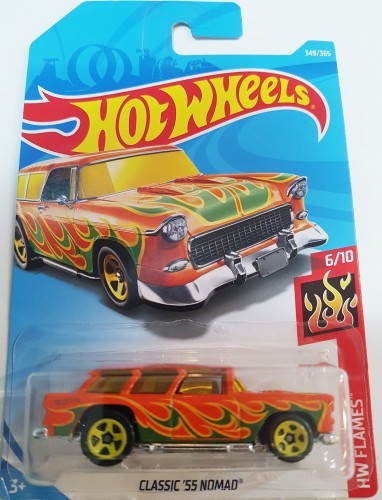 349/365
HOT WHEELS
6/10
HW FLAMES
3+
CLASSIC '55 NOMAD®